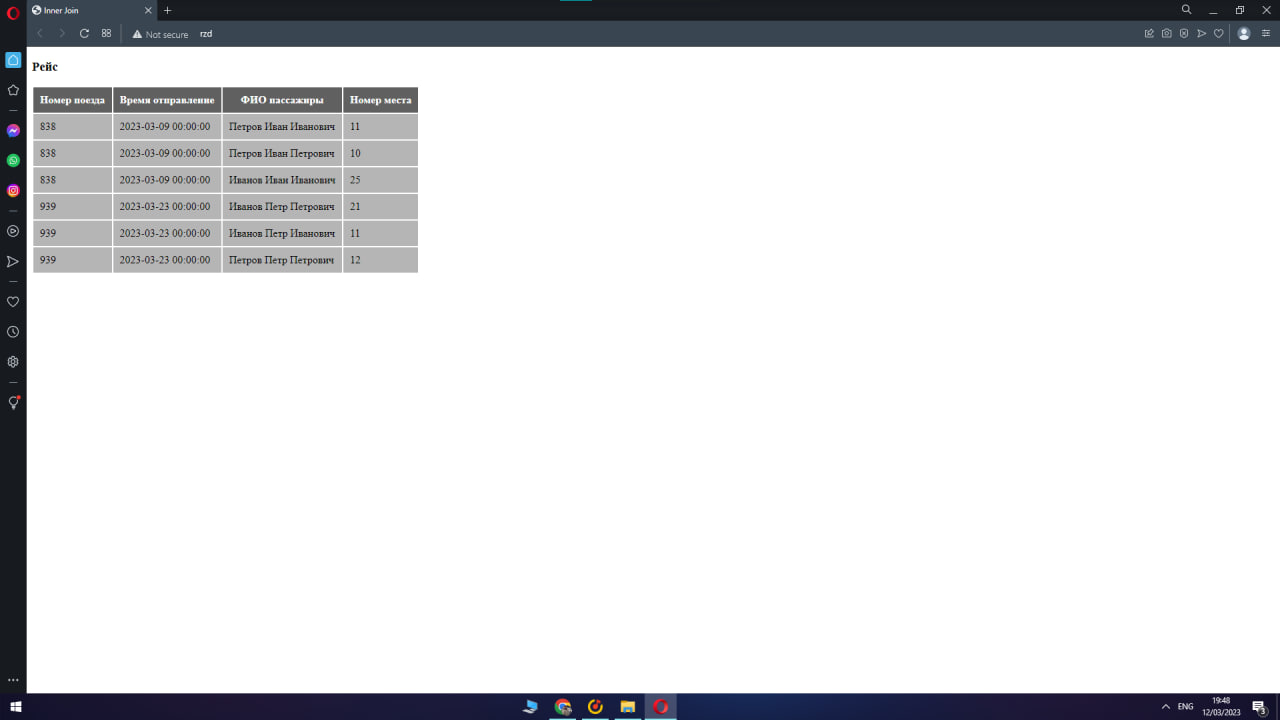 Inner Join
Not secure rzd
Рейс
Номер поезда Время отправление ФИО пассажиры Номер места
838 2023-03-09 00:00:00 Петров Иван Иванович 11
838 2023-03-09 00:00:00 Петров Иван Петрович 10
838 2023-03-09 00:00:00 Иванов Иван Иванович 25
939 2023-03-23 00:00:00 Иванов Петр Петрович 21
939 2023-03-23 00:00:00 Иванов Петр Иванович 11
939 2023-03-23 00:00:00 Петров Петр Петрович 12
ENG
19:48
12/03/2023
3